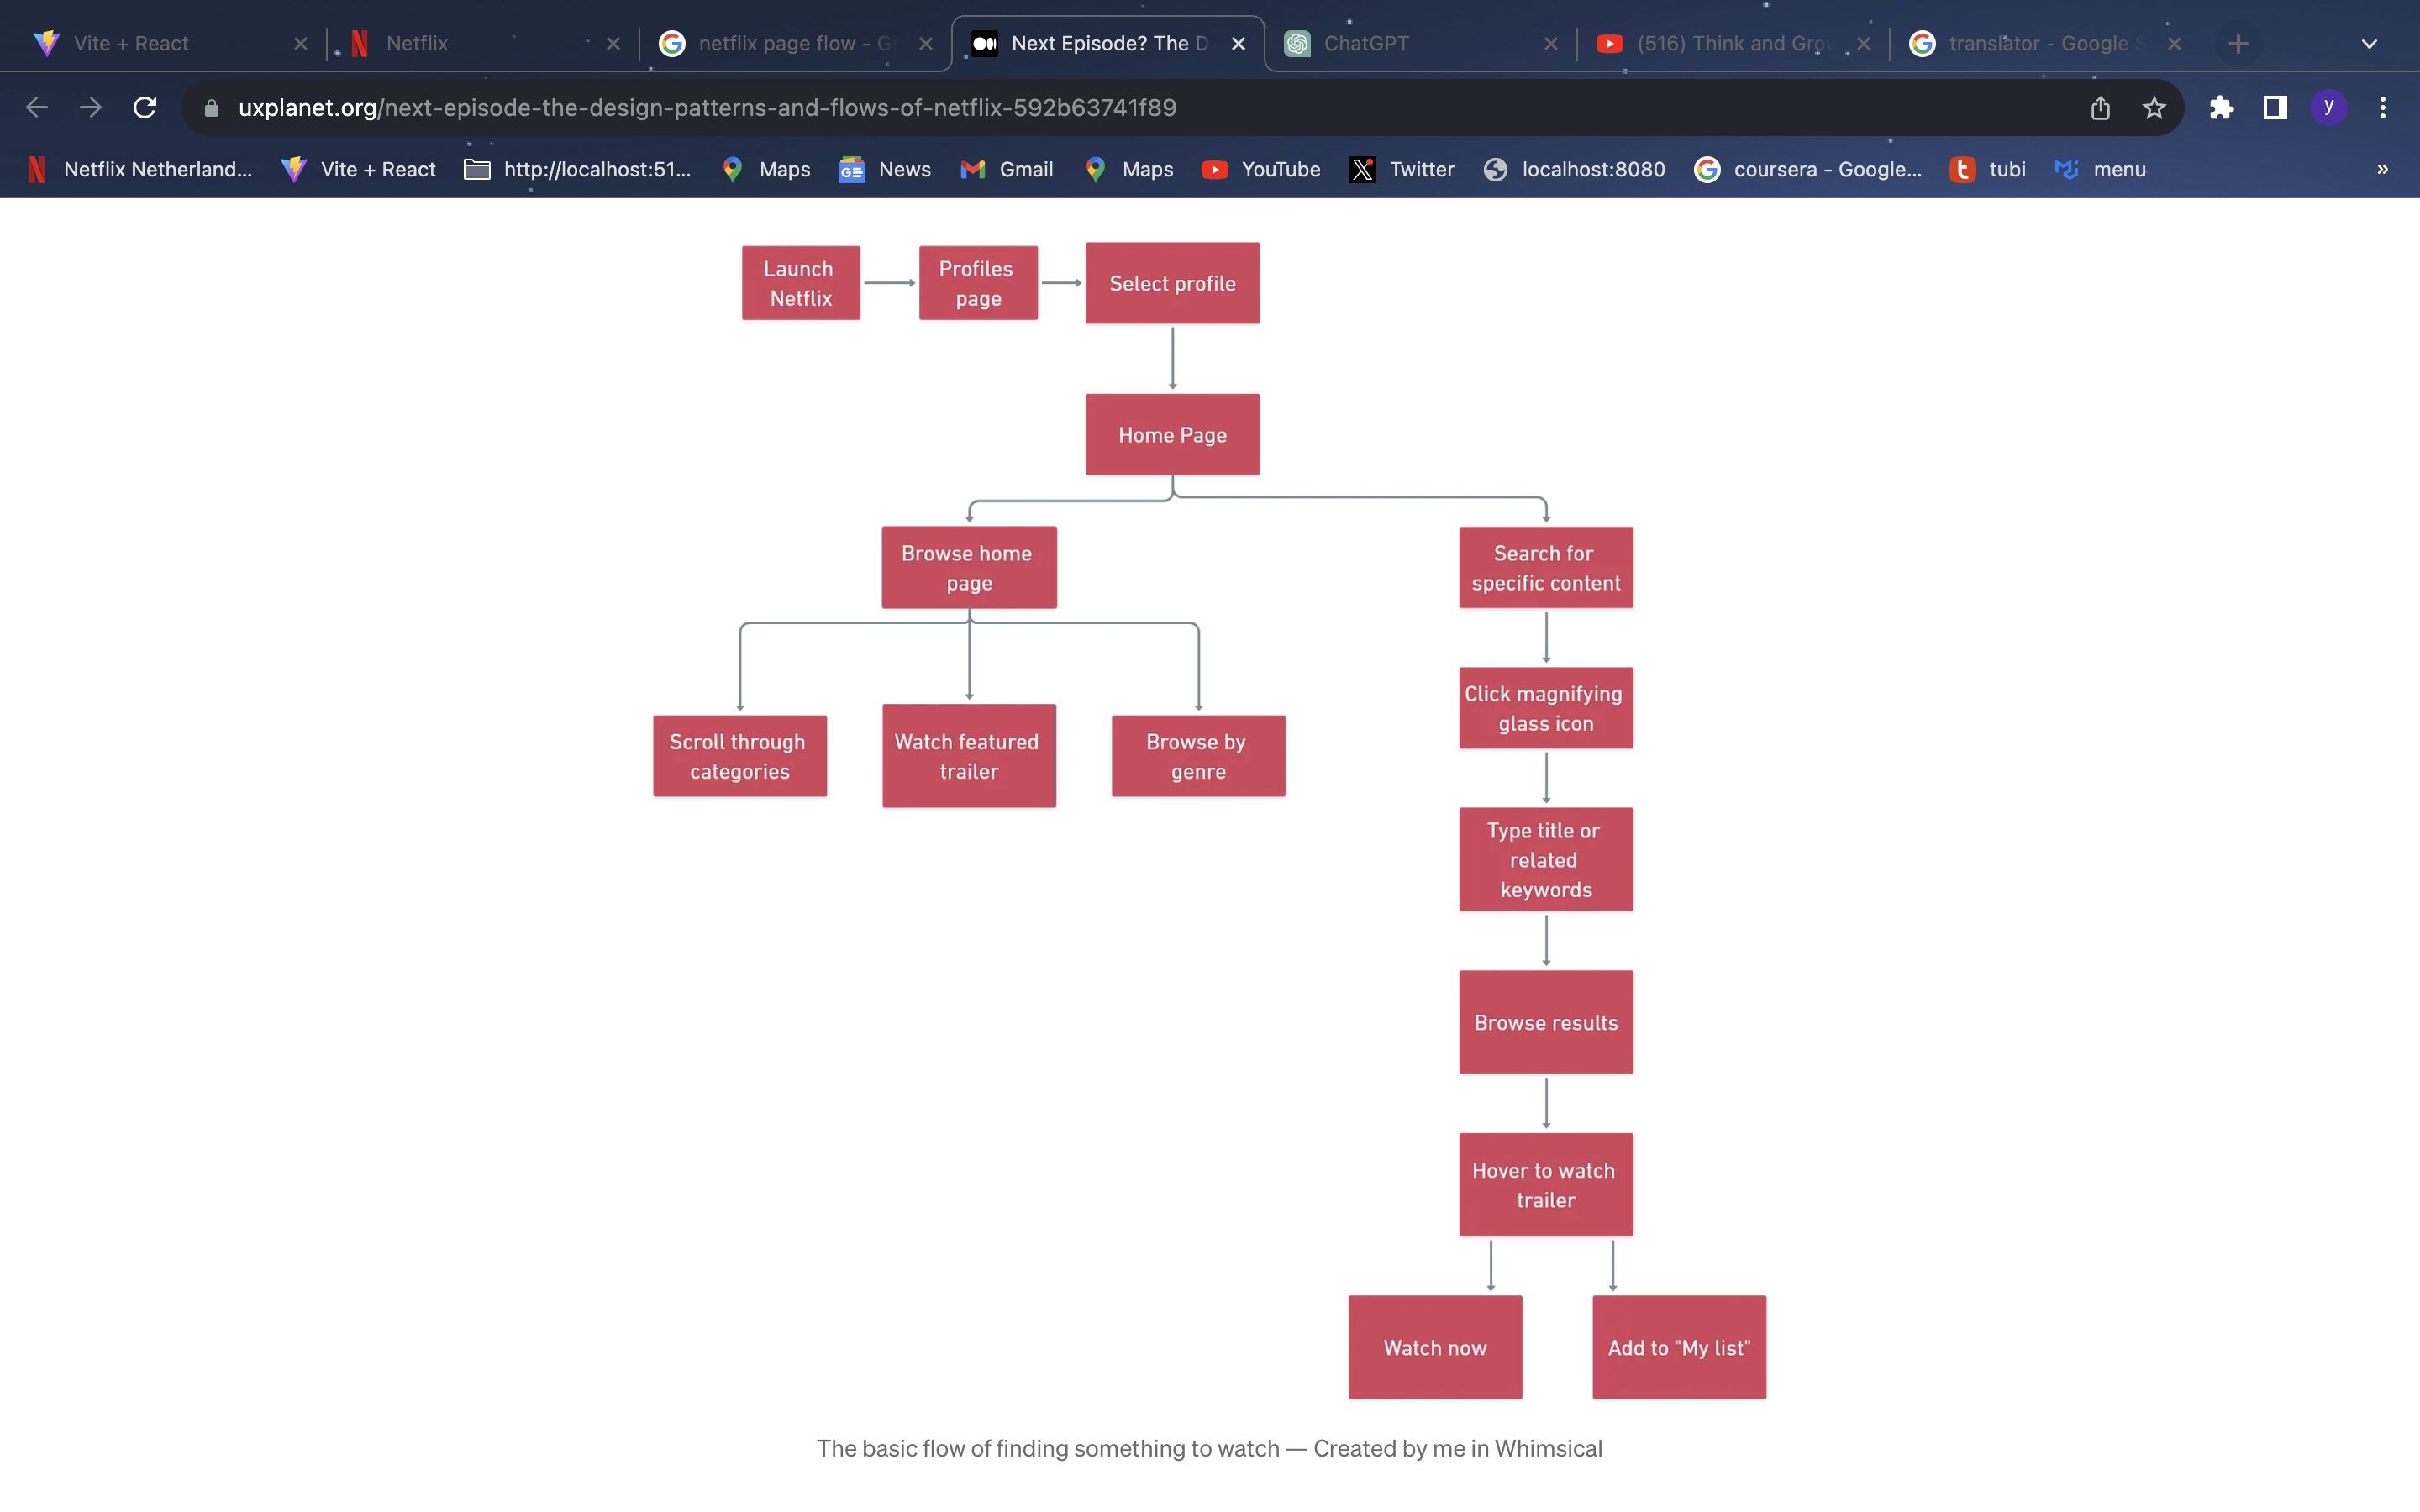 Vite + React
Netflix
netflix page flow - G
Next Episode? The D
ChatGPT
(516) Think and Grow
translator - Google S
uxplanet.org/next-episode-the-design-patterns-and-flows-of-netflix-592b63741f89
y
Netflix Netherland...
Vite + React
http://localhost:51...
Maps
News
Gmail
Maps
YouTube
Twitter
localhost:8080
coursera - Google...
tubi
menu
»
Launch
Netflix
Profiles
page
Select profile
Home Page
Browse home
page
Search for
specific content
Scroll through
categories
Watch featured
trailer
Browse by
genre
Click magnifying
glass icon
Type title or
related
keywords
Browse results
Hover to watch
trailer
Watch now
Add to "My list"
The basic flow of finding something to watch — Created by me in Whimsical